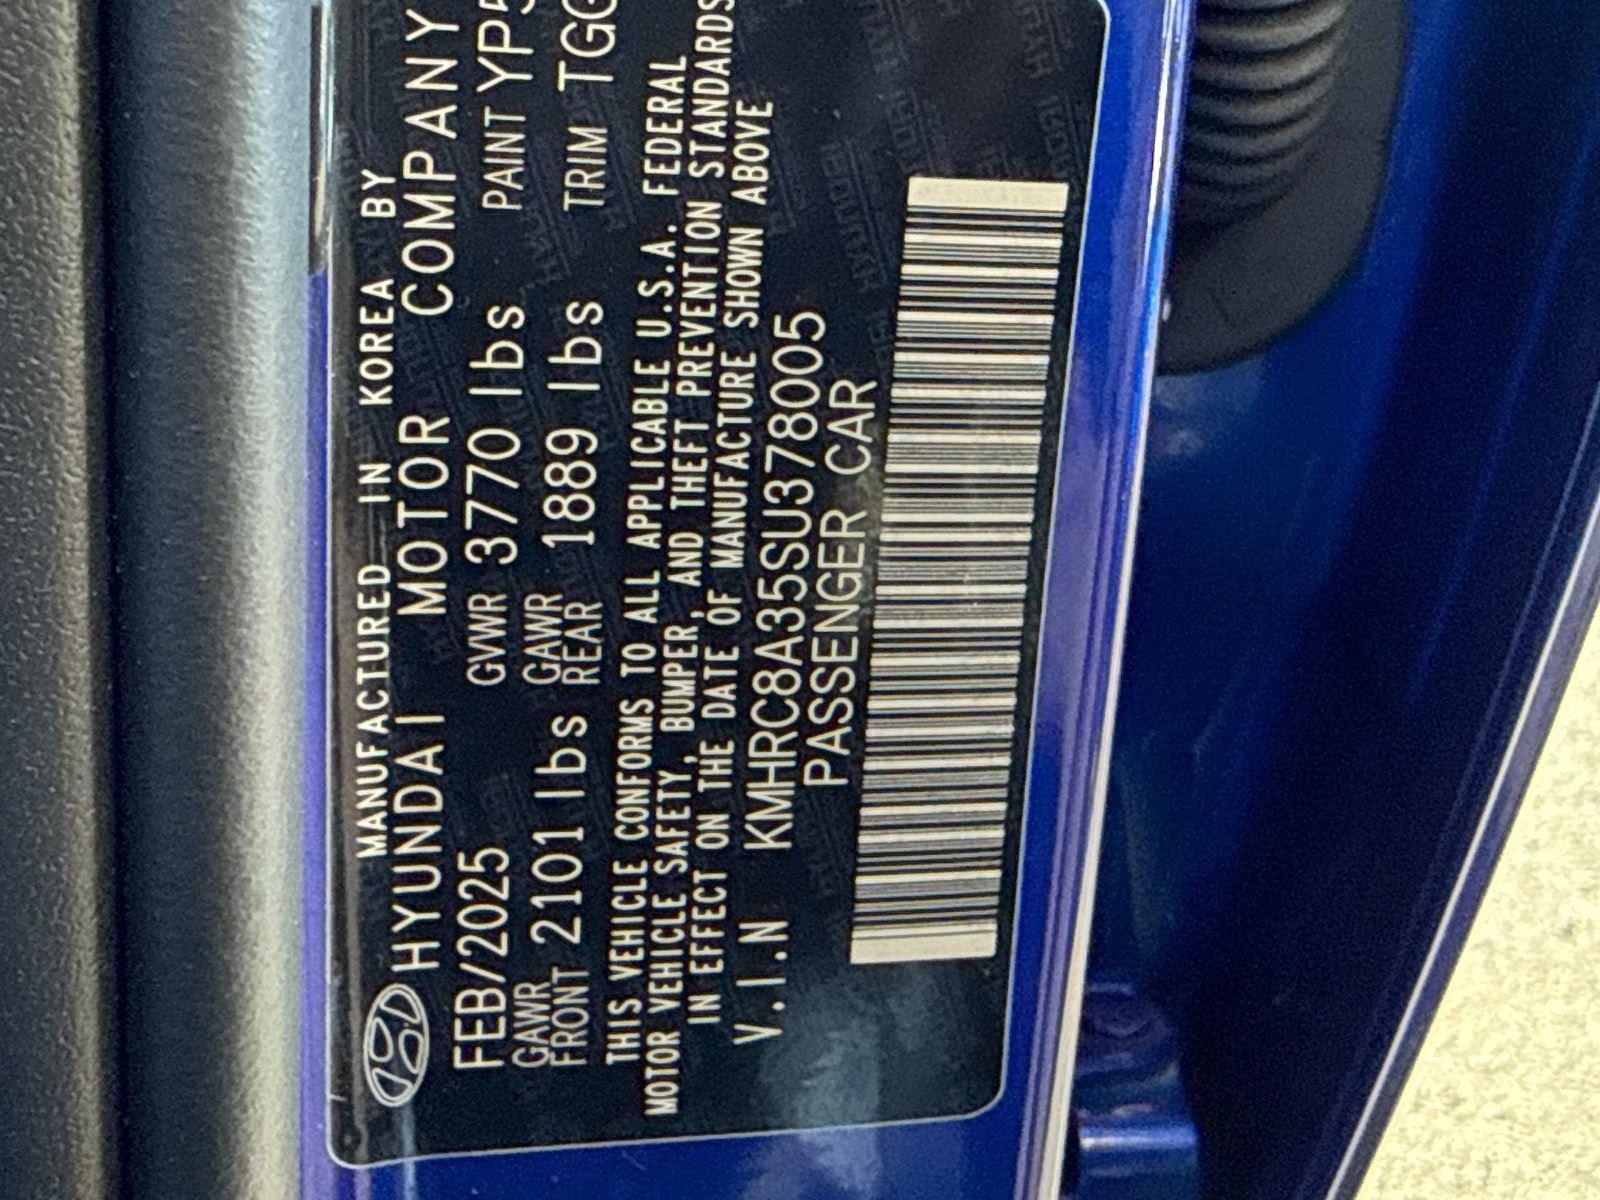 MANUFACTURED IN KOREA BY
HYUNDAI MOTOR COMPANY
FEB/2025 GVWR 3770 lbs PAINT YP5
GAWR FRONT 2101 lbs GAWR REAR 1889 lbs TRIM TGG
THIS VEHICLE CONFORMS TO ALL APPLICABLE U.S.A. FEDERAL
MOTOR VEHICLE SAFETY, BUMPER, AND THEFT PREVENTION STANDARDS
IN EFFECT ON THE DATE OF MANUFACTURE SHOWN ABOVE
V.I.N KMHRC8A35SU378005
PASSENGER CAR